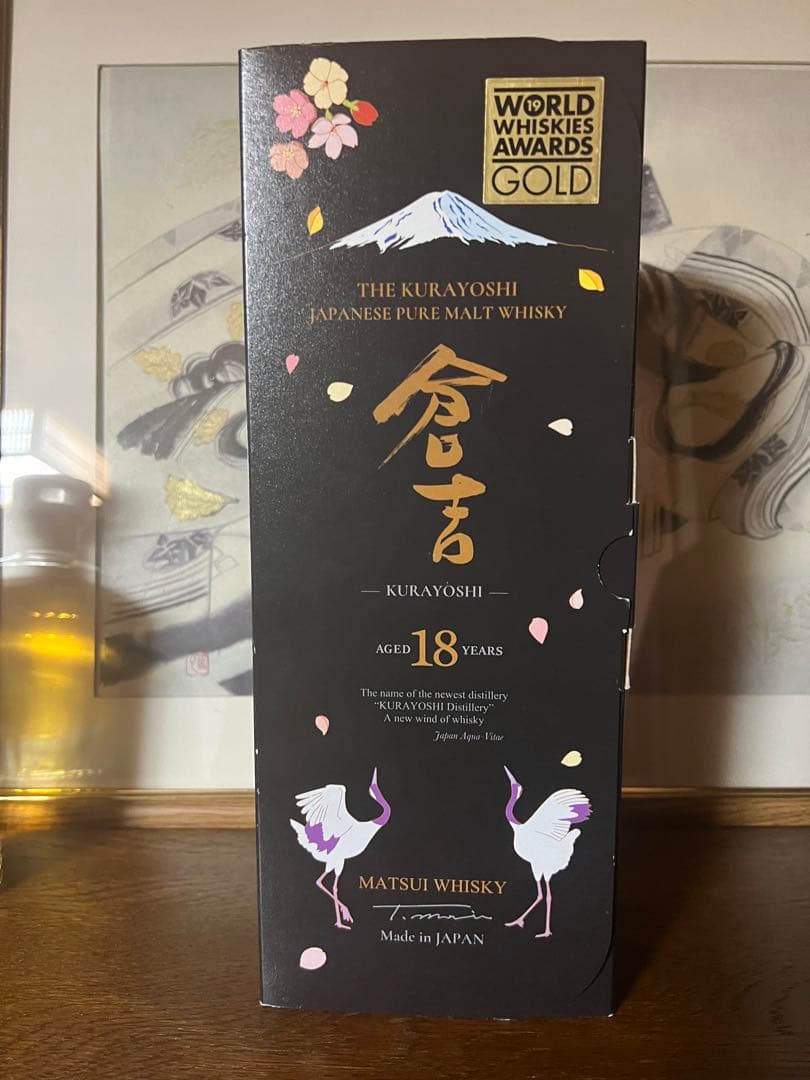 WORLD
19
WHISKIES
AWARDS
GOLD
THE KURAYOSHI
JAPANESE PURE MALT WHISKY
倉吉
— KURAYOSHI —
AGED 18 YEARS
The name of the newest distillery
"KURAYOSHI Distillery"
A new wind of whisky
Japan Aqua-Vitae
MATSUI WHISKY
Made in JAPAN